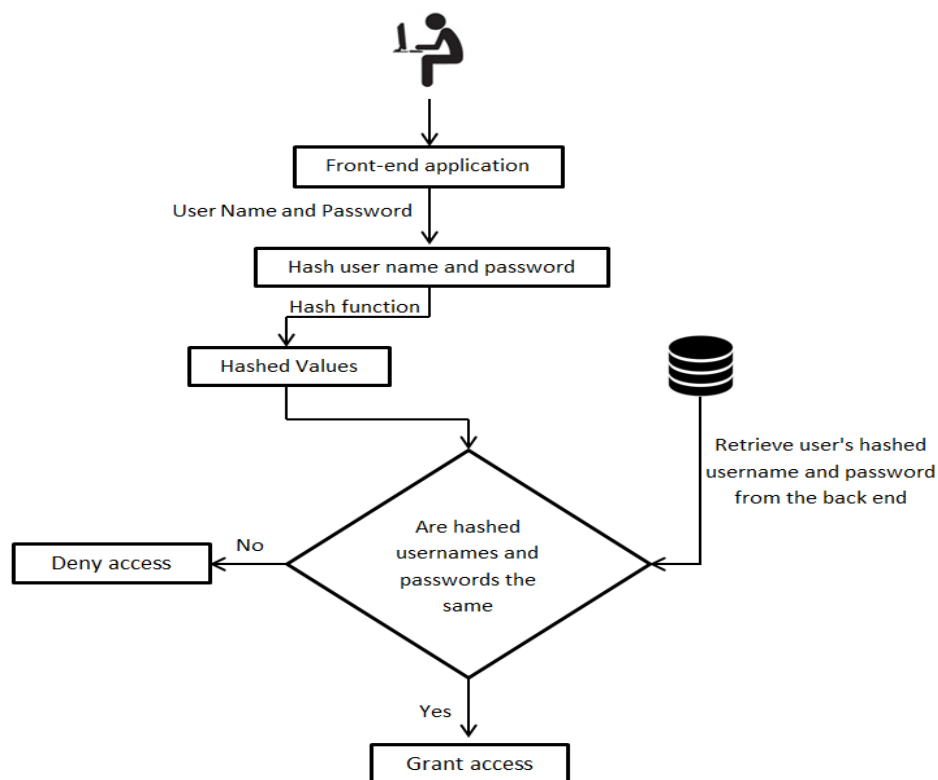 Front-end application
User Name and Password
Hash user name and password
Hash function
Hashed Values
Retrieve user's hashed
username and password
from the back end
Are hashed
usernames and
passwords the
same
No
Deny access
Yes
Grant access